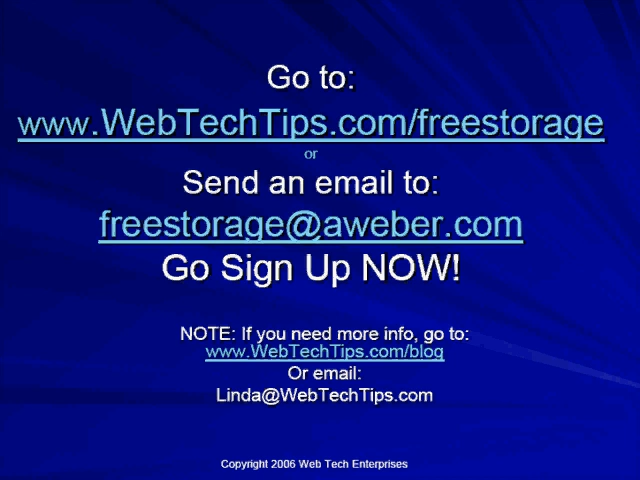 Go to:
www.WebTechTips.com/freestorage
or
Send an email to:
freestorage@aweber.com
Go Sign Up NOW!
NOTE: If you need more info, go to:
www.WebTechTips.com/blog
Or email:
Linda@WebTechTips.com
Copyright 2006 Web Tech Enterprises